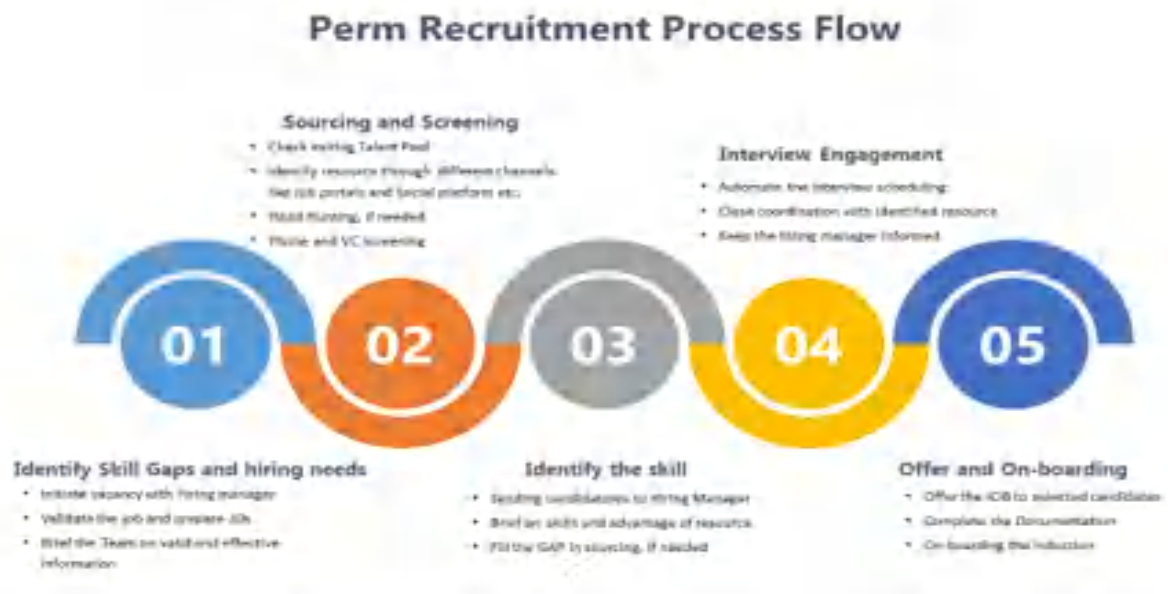 Perm Recruitment Process Flow
Sourcing and Screening
• Check exiting Talent Pool
• Identify resource through different channels.
job portals and Social platform etc.
• Head Hunting, if needed
• Phone and VC screening
Interview Engagement
• Automate the interview scheduling
• Close coordination with identified resource
• Keep the hiring manager informed
01
02
03
04
05
Identify Skill Gaps and hiring needs
• Initiate vacancy with hiring manager
• Validate the job and prepare JDs
• Brief the Team on valid and effective
information
Identify the skill
• Sending candidatures to Hiring Manager
• Brief on skills and advantage of resource
• Fill the GAP in sourcing, if needed
Offer and On-boarding
• Offer the JOB to selected candidates
• Complete the Documentation
• On-boarding the induction